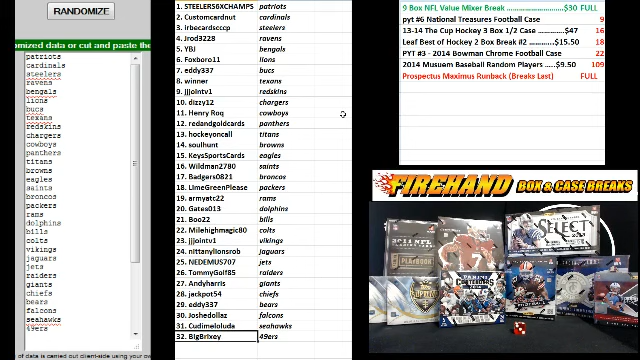 RANDOMIZE
omized data or cut and paste the
patriots
cardinals
steelers
ravens
bengals
lions
bucs
texans
redskins
chargers
cowboys
panthers
titans
browns
eagles
saints
broncos
packers
rams
dolphins
bills
colts
vikings
jaguars
jets
raiders
giants
chiefs
bears
falcons
seahawks
49ers
of data is carried out client-side using your ow
1. STEELERS6XCHAMPS patriots
2. Customcardnut cardinals
3. irbecardscccp steelers
4. Jrod3228 ravens
5. YBJ bengals
6. Foxboro11 lions
7. eddy337 bucs
8. winner texans
9. jjjointv1 redskins
10. dizzy12 chargers
11. Henry Roq cowboys
12. redandgoldcards panthers
13. hockeyoncall titans
14. soulhunt browns
15. KeysSportsCards eagles
16. Wildman2780 saints
17. Badgers0821 broncos
18. LimeGreenPlease packers
19. armyatc22 rams
20. Gates013 dolphins
21. Boo22 bills
22. Milehighmagic80 colts
23. jjjointv1 vikings
24. nittanylionsrob jaguars
25. NEDEMUS707 jets
26. TommyGolf85 raiders
27. Andyharris giants
28. jackpot54 chiefs
29. eddy337 bears
30. Joshedollaz falcons
31. Cudimeloluda seahawks
32. BigBrixey 49ers
9 Box NFL Value Mixer Break $30 FULL
pyt #6 National Treasures Football Case 9
13-14 The Cup Hockey 3 Box 1/2 Case ........ $47 16
Leaf Best of Hockey 2 Box Break #2 .....$15.50 18
PYT #3 - 2014 Bowman Chrome Football Case 22
2014 Musuem Baseball Random Players .....$9.50 109
Prospectus Maximus Runback (Breaks Last) FULL
FIREHAND BOX & CASE BREAKS
PLAYBOOK
SELECT
SUPREME
PANINI
CONTENDERS